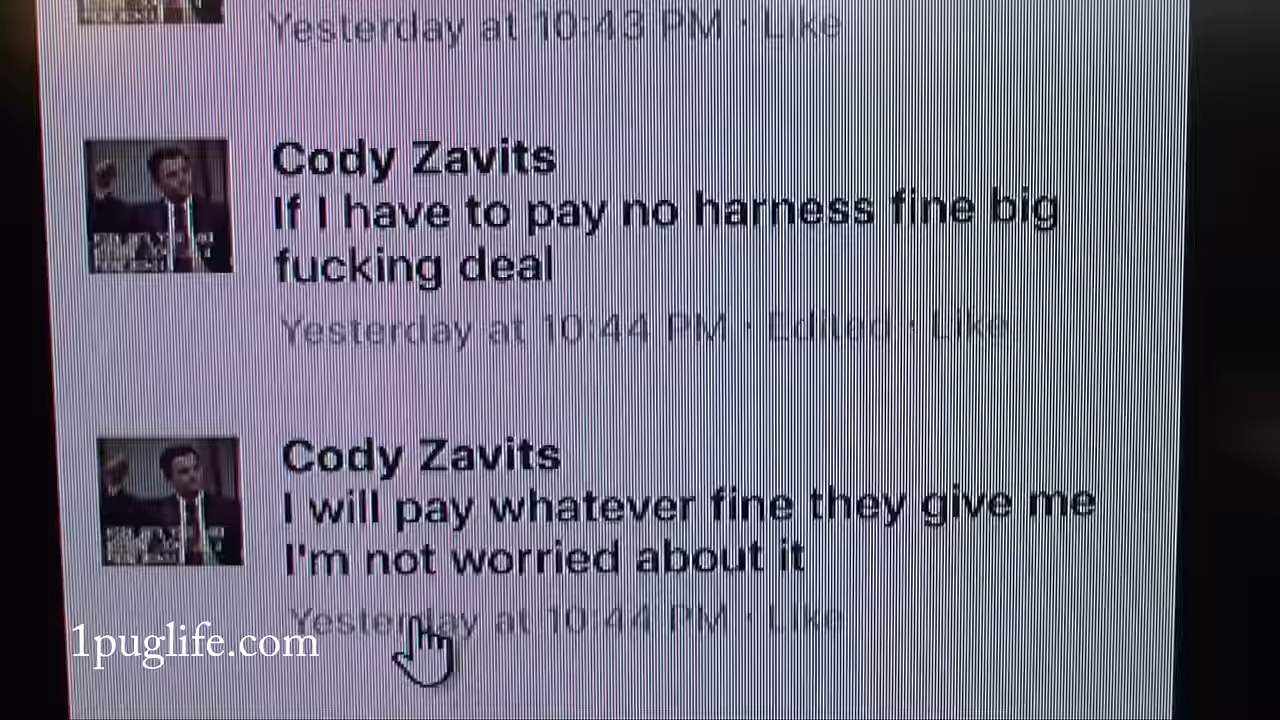 Yesterday at 10:43 PM · Like
Cody Zavits
If I have to pay no harness fine big
fucking deal
Yesterday at 10:44 PM · Edited · Like
Cody Zavits
I will pay whatever fine they give me
I'm not worried about it
Yesterday at 10:44 PM · Like
1puglife.com